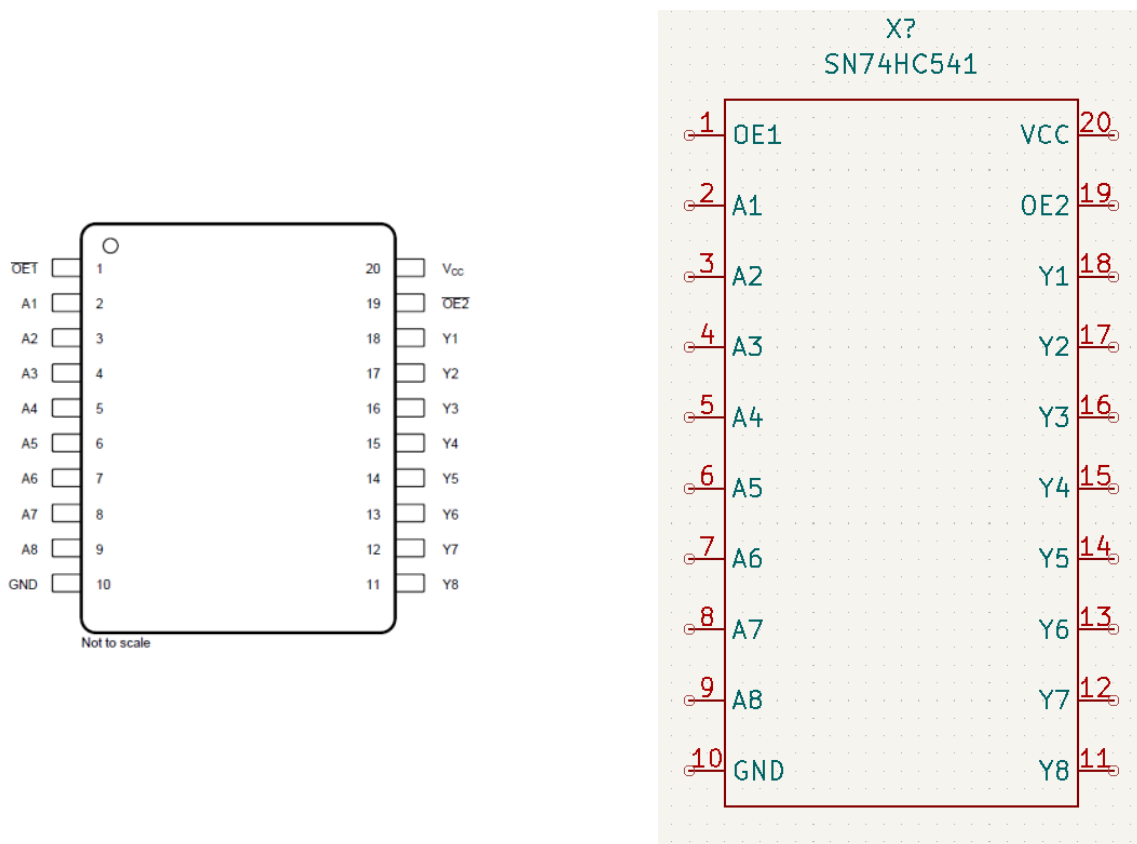 O̅E̅1̅ 1 20 VCC
A1 2 19 O̅E̅2̅
A2 3 18 Y1
A3 4 17 Y2
A4 5 16 Y3
A5 6 15 Y4
A6 7 14 Y5
A7 8 13 Y6
A8 9 12 Y7
GND 10 11 Y8
Not to scale
X?
SN74HC541
1 OE1 VCC 20
2 A1 OE2 19
3 A2 Y1 18
4 A3 Y2 17
5 A4 Y3 16
6 A5 Y4 15
7 A6 Y5 14
8 A7 Y6 13
9 A8 Y7 12
10 GND Y8 11